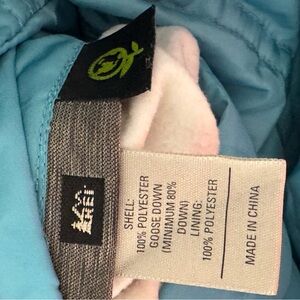 REI
SHELL:
100% POLYESTER
GOOSE DOWN
(MINIMUM 80%
DOWN)
LINING:
100% POLYESTER
MADE IN CHINA